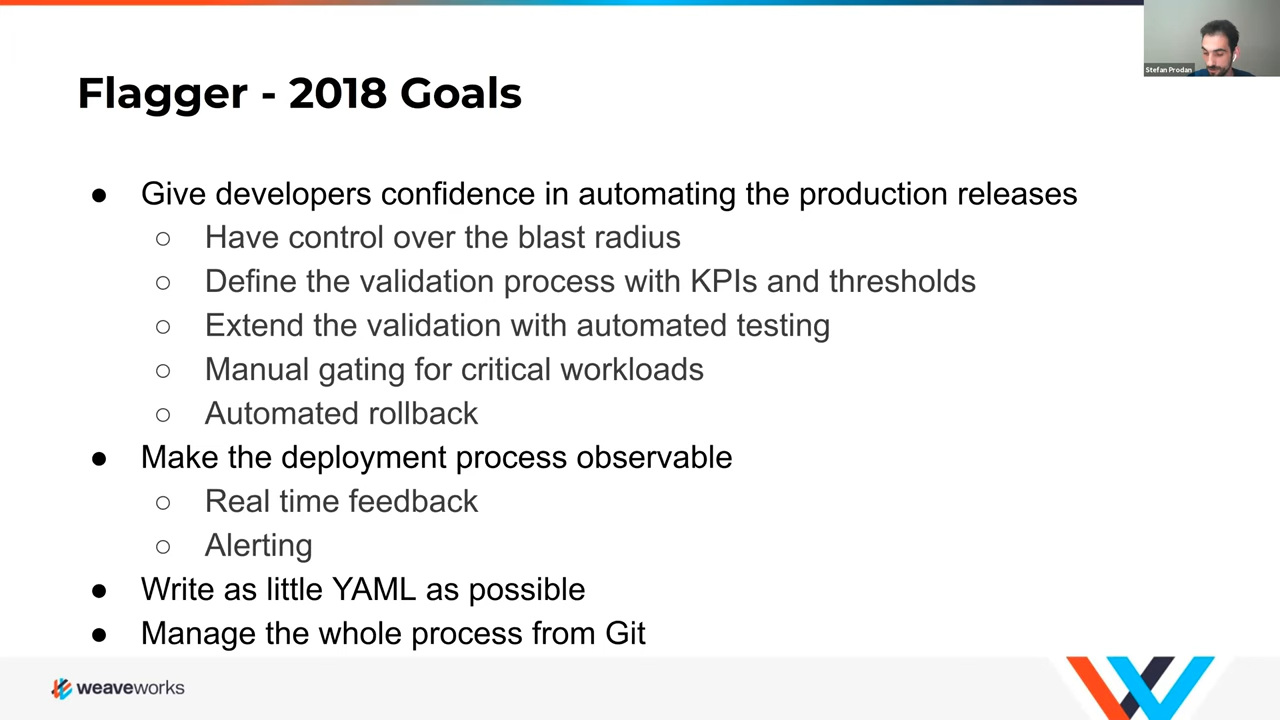 Stefan Prodan
Flagger - 2018 Goals
● Give developers confidence in automating the production releases
○ Have control over the blast radius
○ Define the validation process with KPIs and thresholds
○ Extend the validation with automated testing
○ Manual gating for critical workloads
○ Automated rollback
● Make the deployment process observable
○ Real time feedback
○ Alerting
● Write as little YAML as possible
● Manage the whole process from Git
weaveworks